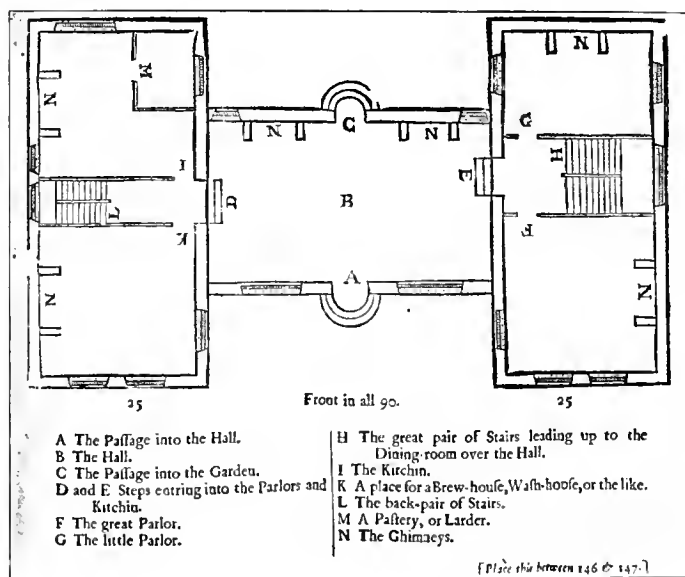 M
N
N
N
N
C
G
H
I
L
D
E
B
K
F
A
N
N
25
Front in all 90.
25
A The Paſſage into the Hall.
B The Hall.
C The Paſſage into the Garden.
D and E Steps entring into the Parlors and
Kitchin.
F The great Parlor.
G The little Parlor.
H The great pair of Stairs leading up to the
Dining-room over the Hall.
I The Kitchin.
K A place for a Brew-houſe, Waſh-houſe, or the like.
L The back-pair of Stairs.
M A Paſtery, or Larder.
N The Chimneys.
[Place this between 146 & 147.]